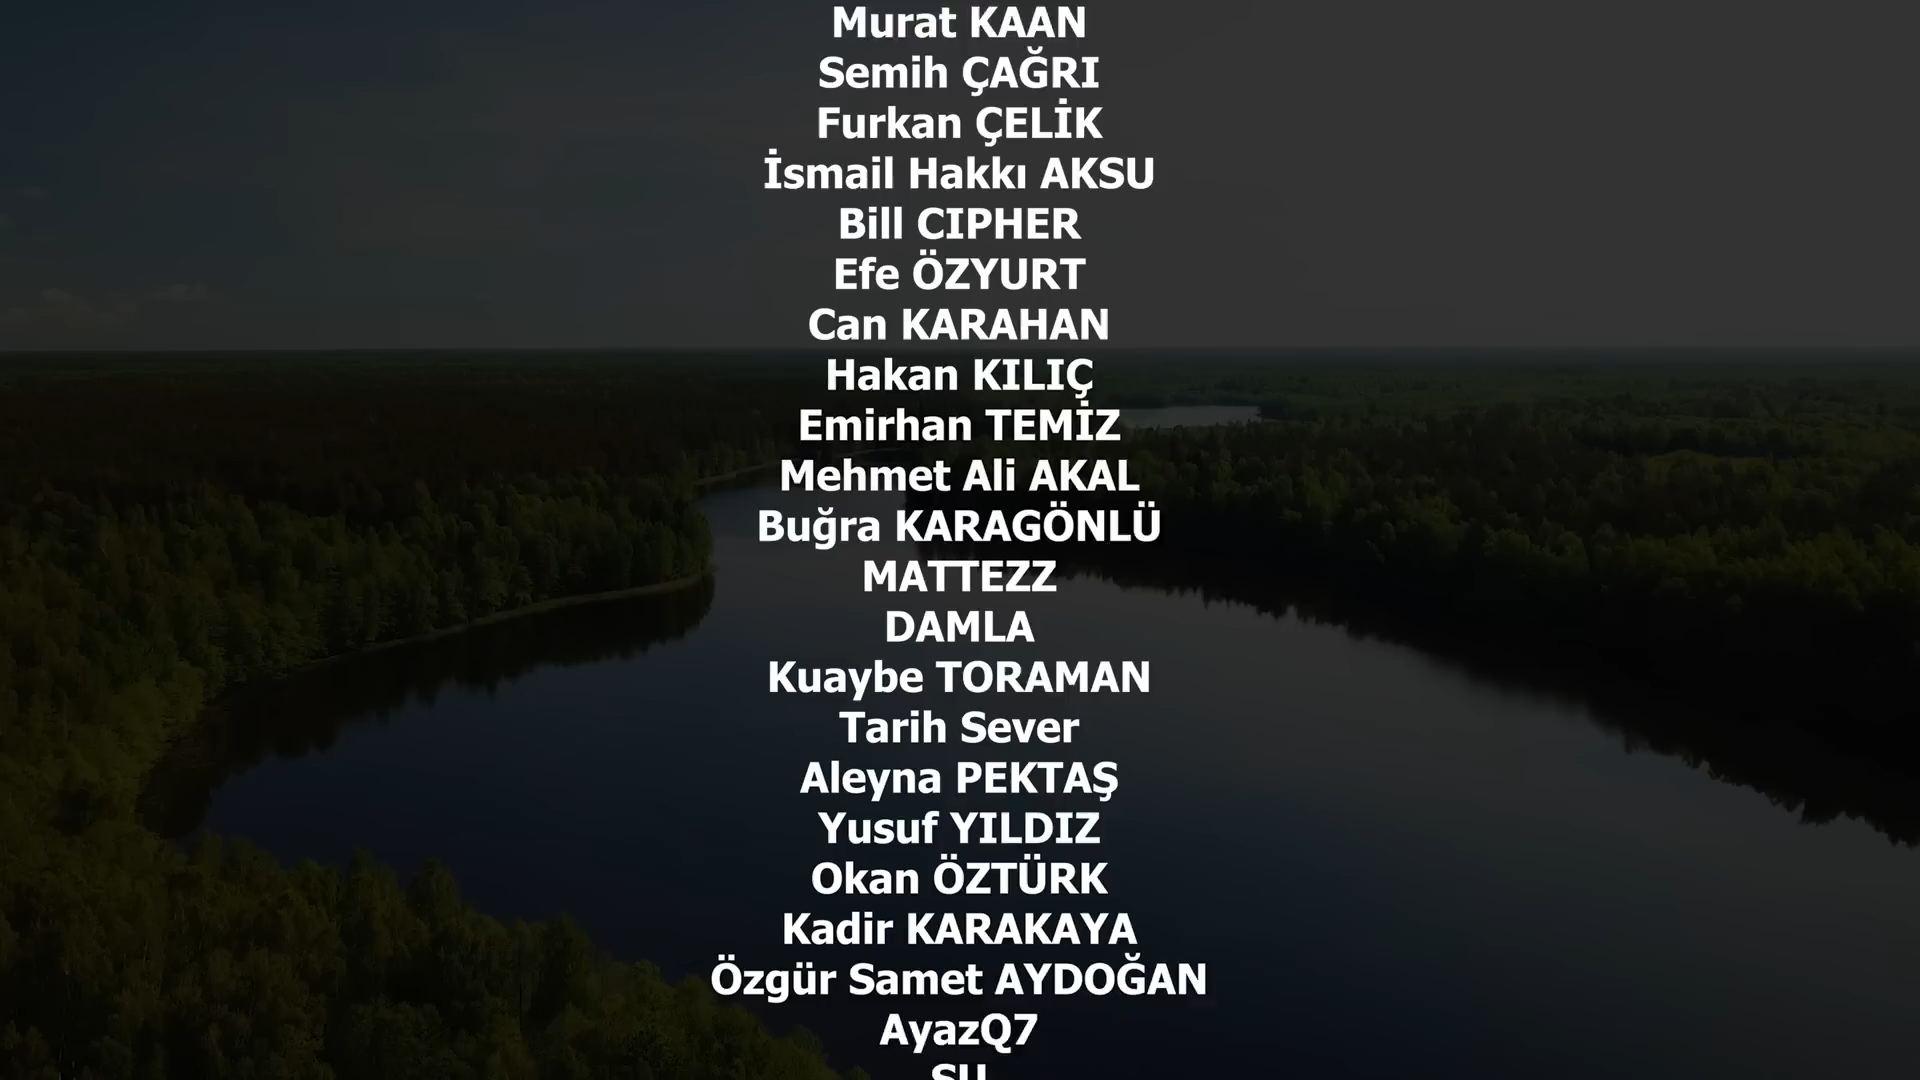 Murat KAAN
Semih ÇAĞRI
Furkan ÇELİK
İsmail Hakkı AKSU
Bill CIPHER
Efe ÖZYURT
Can KARAHAN
Hakan KILIÇ
Emirhan TEMİZ
Mehmet Ali AKAL
Buğra KARAGÖNLÜ
MATTEZZ
DAMLA
Kuaybe TORAMAN
Tarih Sever
Aleyna PEKTAŞ
Yusuf YILDIZ
Okan ÖZTÜRK
Kadir KARAKAYA
Özgür Samet AYDOĞAN
AyazQ7